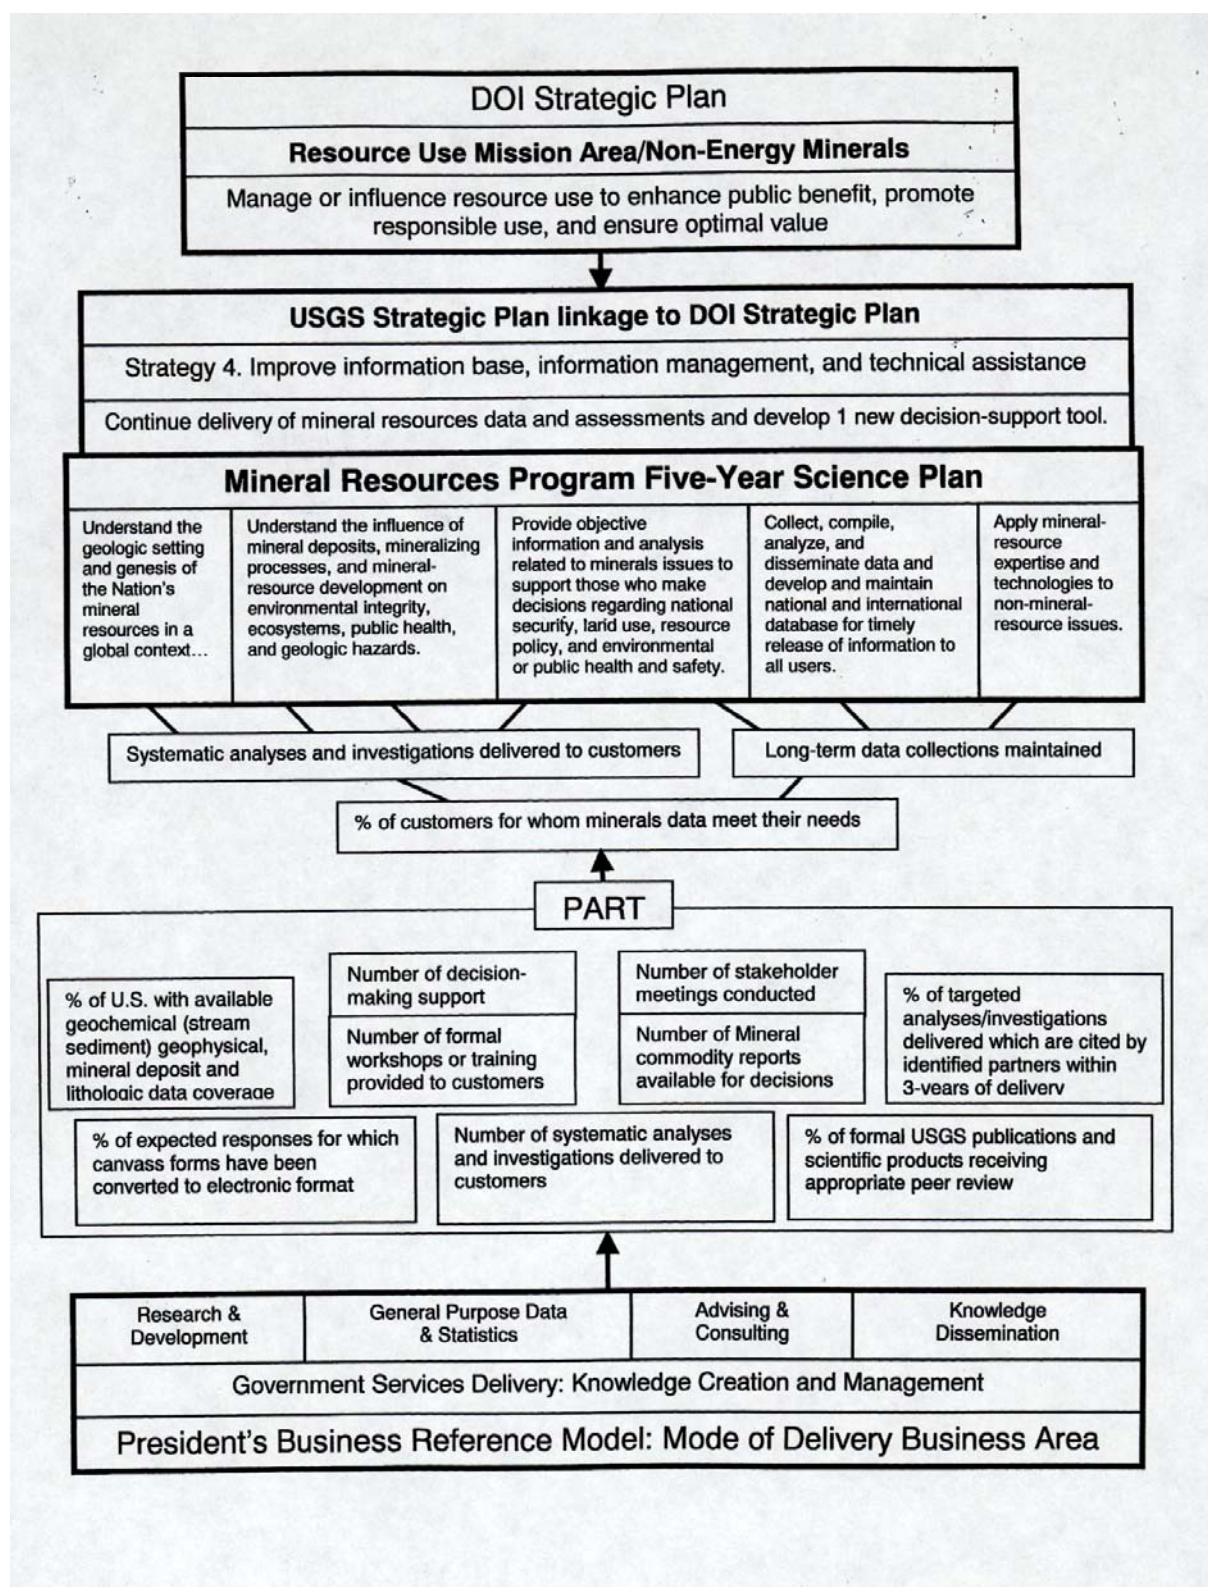 DOI Strategic Plan
Resource Use Mission Area/Non-Energy Minerals
Manage or influence resource use to enhance public benefit, promote
responsible use, and ensure optimal value
USGS Strategic Plan linkage to DOI Strategic Plan
Strategy 4. Improve information base, information management, and technical assistance
Continue delivery of mineral resources data and assessments and develop 1 new decision-support tool.
Mineral Resources Program Five-Year Science Plan
Understand the
geologic setting
and genesis of
the Nation's
mineral
resources in a
global context...
Understand the influence of
mineral deposits, mineralizing
processes, and mineral-
resource development on
environmental integrity,
ecosystems, public health,
and geologic hazards.
Provide objective
information and analysis
related to minerals issues to
support those who make
decisions regarding national
security, land use, resource
policy, and environmental
or public health and safety.
Collect, compile,
analyze, and
disseminate data and
develop and maintain
national and international
database for timely
release of information to
all users.
Apply mineral-
resource
expertise and
technologies to
non-mineral-
resource issues.
Systematic analyses and investigations delivered to customers
Long-term data collections maintained
% of customers for whom minerals data meet their needs
PART
% of U.S. with available
geochemical (stream
sediment) geophysical,
mineral deposit and
lithologic data coverage
Number of decision-
making support
Number of formal
workshops or training
provided to customers
Number of stakeholder
meetings conducted
Number of Mineral
commodity reports
available for decisions
% of targeted
analyses/investigations
delivered which are cited by
identified partners within
3-years of delivery
% of expected responses for which
canvass forms have been
converted to electronic format
Number of systematic analyses
and investigations delivered to
customers
% of formal USGS publications and
scientific products receiving
appropriate peer review
Research &
Development
General Purpose Data
& Statistics
Advising &
Consulting
Knowledge
Dissemination
Government Services Delivery: Knowledge Creation and Management
President's Business Reference Model: Mode of Delivery Business Area